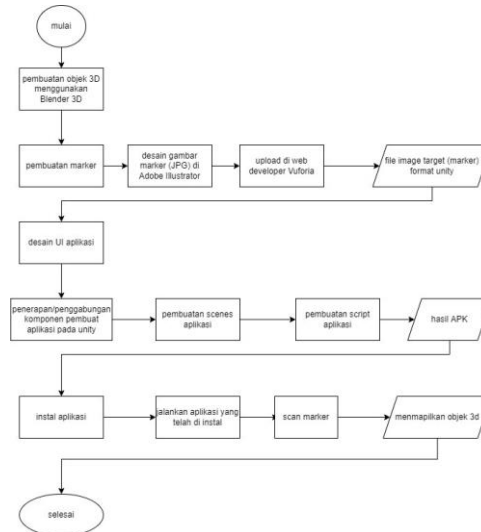 mulai
pembuatan objek 3D
menggunakan
Blender 3D
pembuatan marker
desain gambar
marker (JPG) di
Adobe Illustrator
upload di web
developer Vuforia
file image target (marker)
format unity
desain UI aplikasi
penerapan/penggabungan
komponen pembuat
aplikasi pada unity
pembuatan scenes
aplikasi
pembuatan script
aplikasi
hasil APK
instal aplikasi
jalankan aplikasi yang
telah di instal
scan marker
menmapilkan objek 3d
selesai